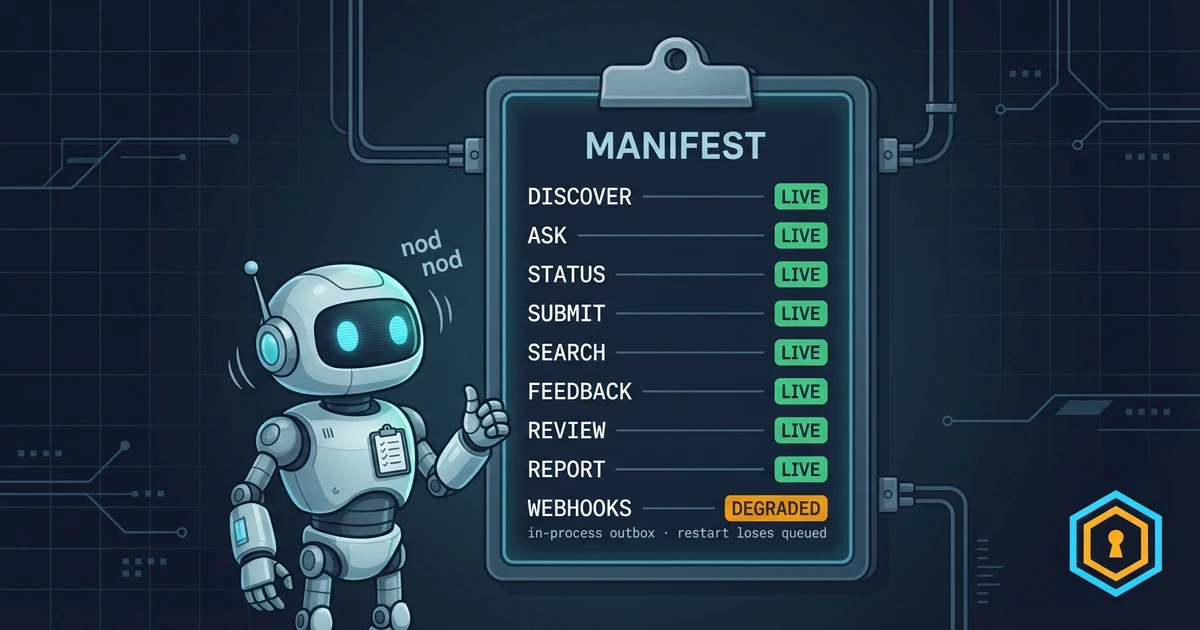 MANIFEST
DISCOVER LIVE
ASK LIVE
STATUS LIVE
SUBMIT LIVE
SEARCH LIVE
FEEDBACK LIVE
REVIEW LIVE
REPORT LIVE
WEBHOOKS DEGRADED
in-process outbox · restart loses queued
nod
nod